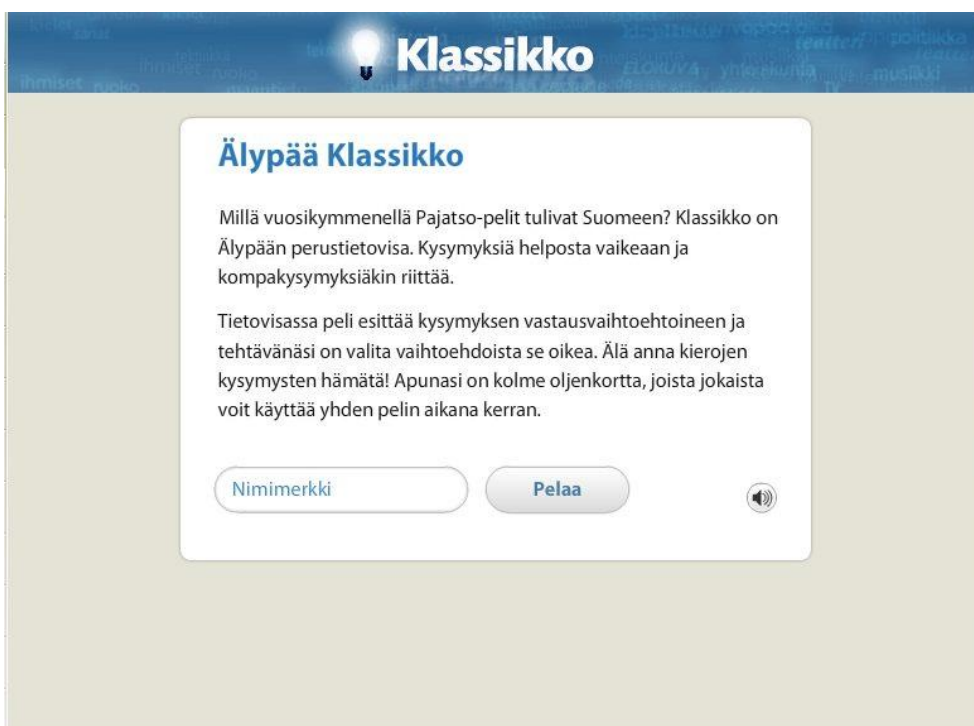 Klassikko
Älypää Klassikko
Millä vuosikymmenellä Pajatso-pelit tulivat Suomeen? Klassikko on
Älypään perustietovisa. Kysymyksiä helposta vaikeaan ja
kompakysymyksiäkin riittää.
Tietovisassa peli esittää kysymyksen vastausvaihtoehtoineen ja
tehtävänäsi on valita vaihtoehdoista se oikea. Älä anna kierojen
kysymysten hämätä! Apunasi on kolme oljenkortta, joista jokaista
voit käyttää yhden pelin aikana kerran.
Nimimerkki
Pelaa